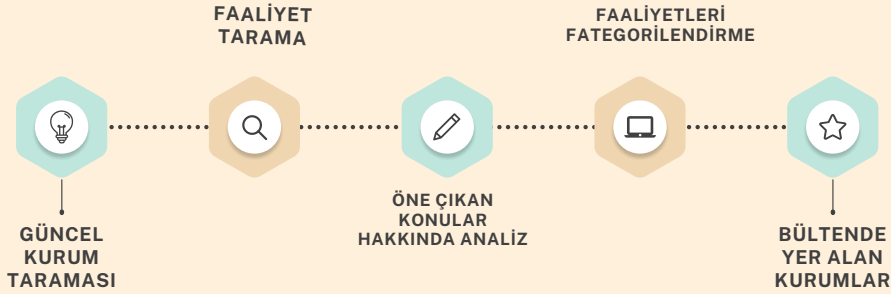 FAALİYET
TARAMA
FAALİYETLERİ
FATEGORİLENDİRME
GÜNCEL
KURUM
TARAMASI
ÖNE ÇIKAN
KONULAR
HAKKINDA ANALİZ
BÜLTENDE
YER ALAN
KURUMLAR